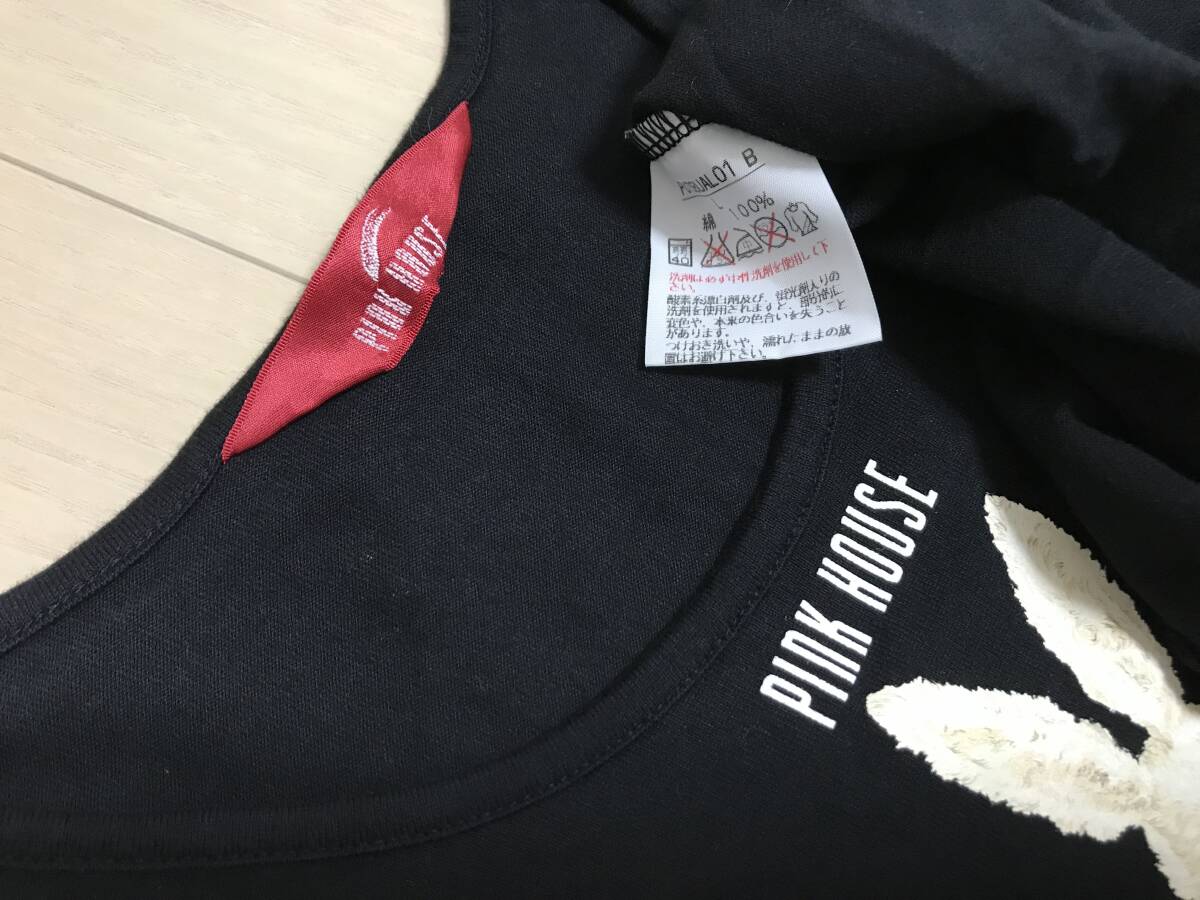 PINK HOUSE
綿 100%
40
洗剤は必ず中性洗剤を使用して下
さい。
酸素系漂白剤及び、蛍光剤入りの
洗剤を使用されますと、部分的に
変色や、本来の色合いを失うこと
があります。
つけおき洗いや、濡れたままの放
置はお避け下さい。
PINK HOUSE